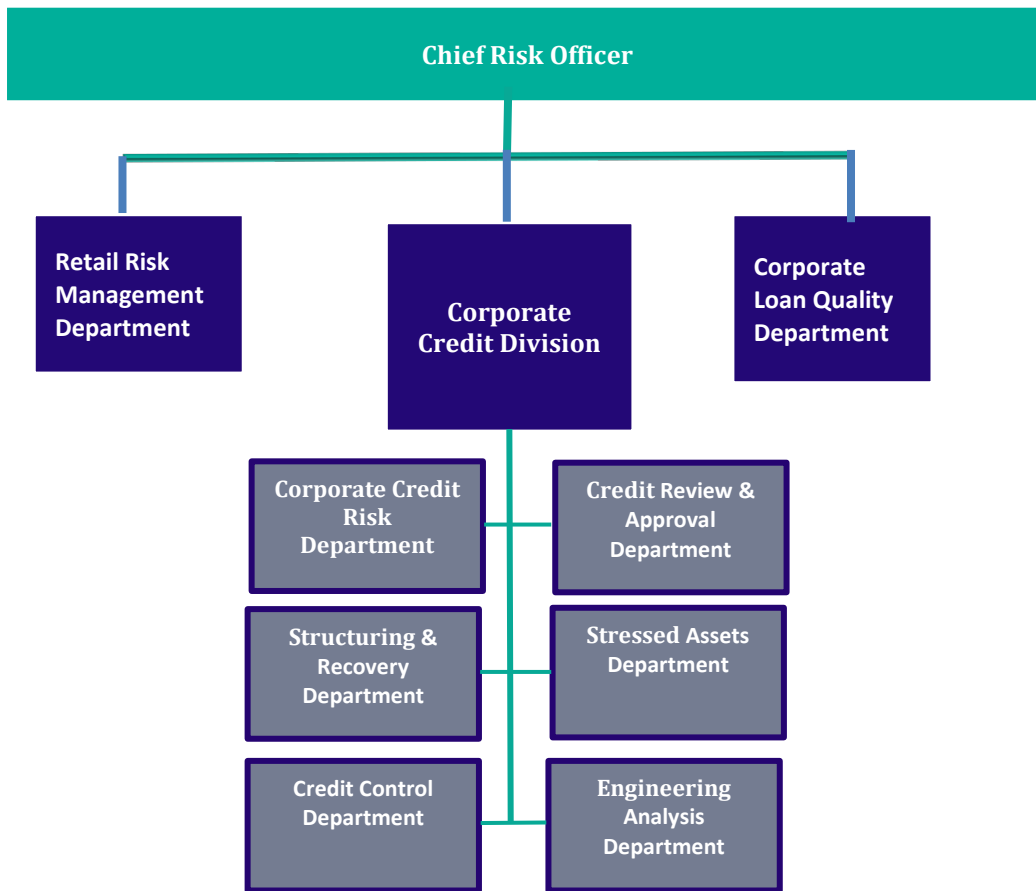 Chief Risk Officer
Retail Risk
Management
Department
Corporate
Credit Division
Corporate
Loan Quality
Department
Corporate Credit
Risk
Department
Credit Review &
Approval
Department
Structuring &
Recovery
Department
Stressed Assets
Department
Credit Control
Department
Engineering
Analysis
Department